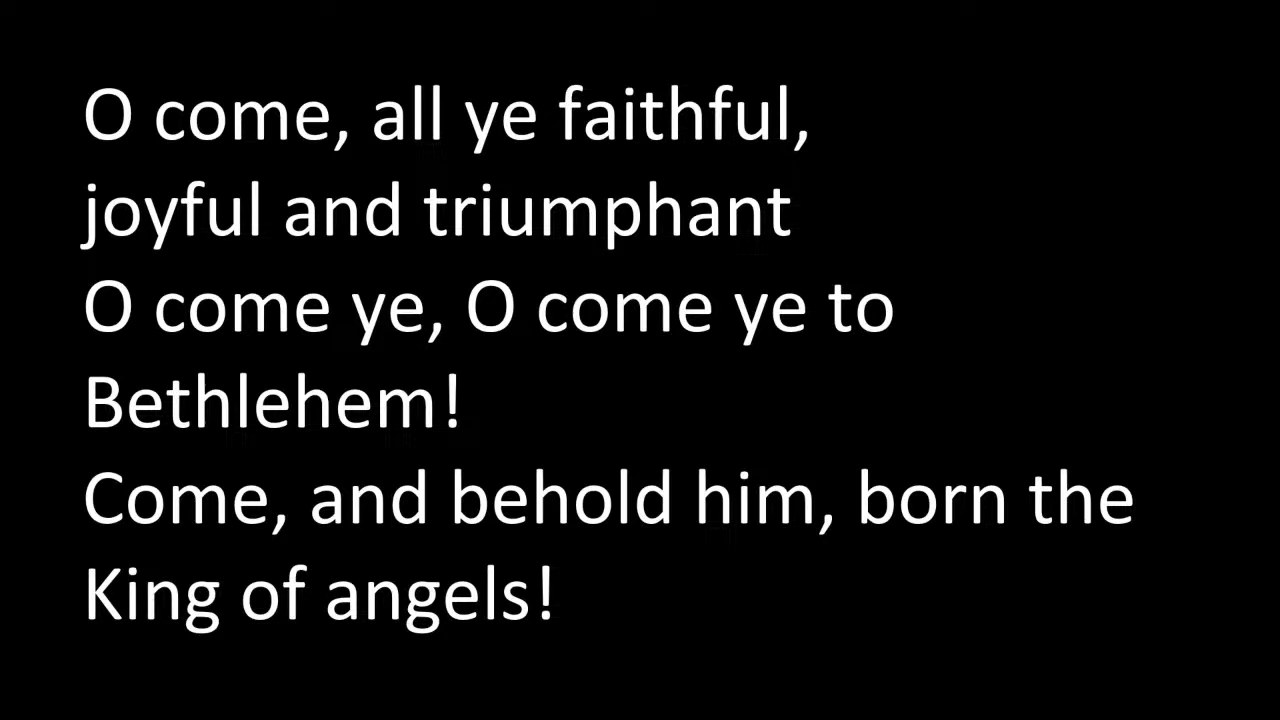 O come, all ye faithful,
joyful and triumphant
O come ye, O come ye to
Bethlehem!
Come, and behold him, born the
King of angels!